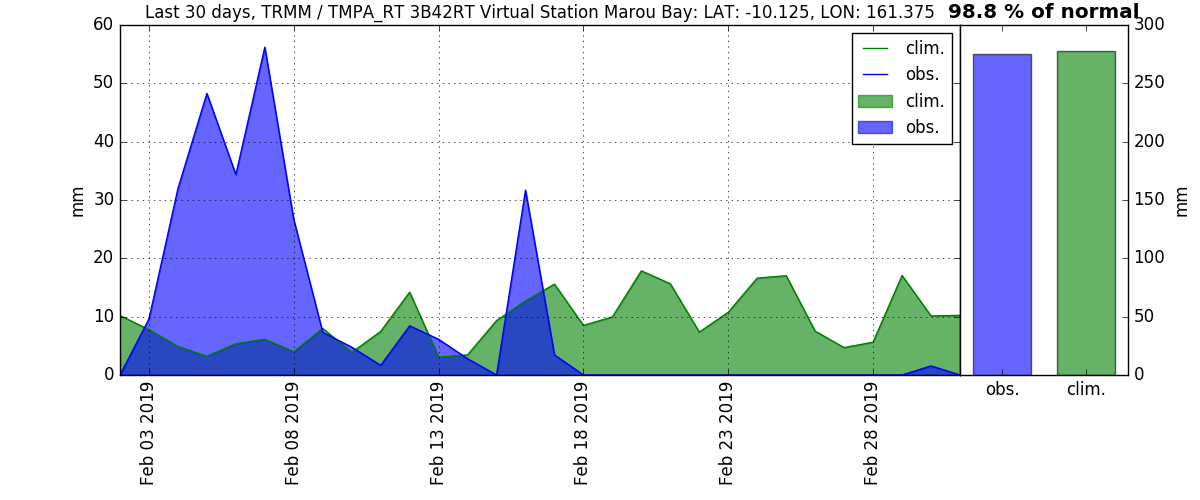 Last 30 days, TRMM / TMPA_RT 3B42RT Virtual Station Marou Bay: LAT: -10.125, LON: 161.375 98.8 % of normal
60
50
40
30
20
10
0
mm
clim.
obs.
clim.
obs.
Feb 03 2019
Feb 08 2019
Feb 13 2019
Feb 18 2019
Feb 23 2019
Feb 28 2019
300
250
200
150
100
50
0
mm
obs.
clim.